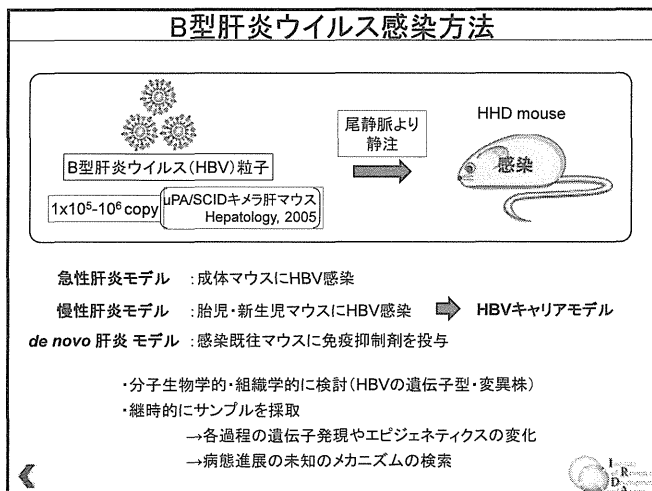 B型肝炎ウイルス感染方法
B型肝炎ウイルス(HBV)粒子
1x10⁵-10⁶ copy
uPA/SCIDキメラ肝マウス
Hepatology, 2005
尾静脈より
静注
HHD mouse
感染
急性肝炎モデル :成体マウスにHBV感染
慢性肝炎モデル :胎児・新生児マウスにHBV感染 HBVキャリアモデル
de novo 肝炎 モデル :感染既往マウスに免疫抑制剤を投与
・分子生物学的・組織学的に検討(HBVの遺伝子型・変異株)
・継時的にサンプルを採取
→各過程の遺伝子発現やエピジェネティクスの変化
→病態進展の未知のメカニズムの検索